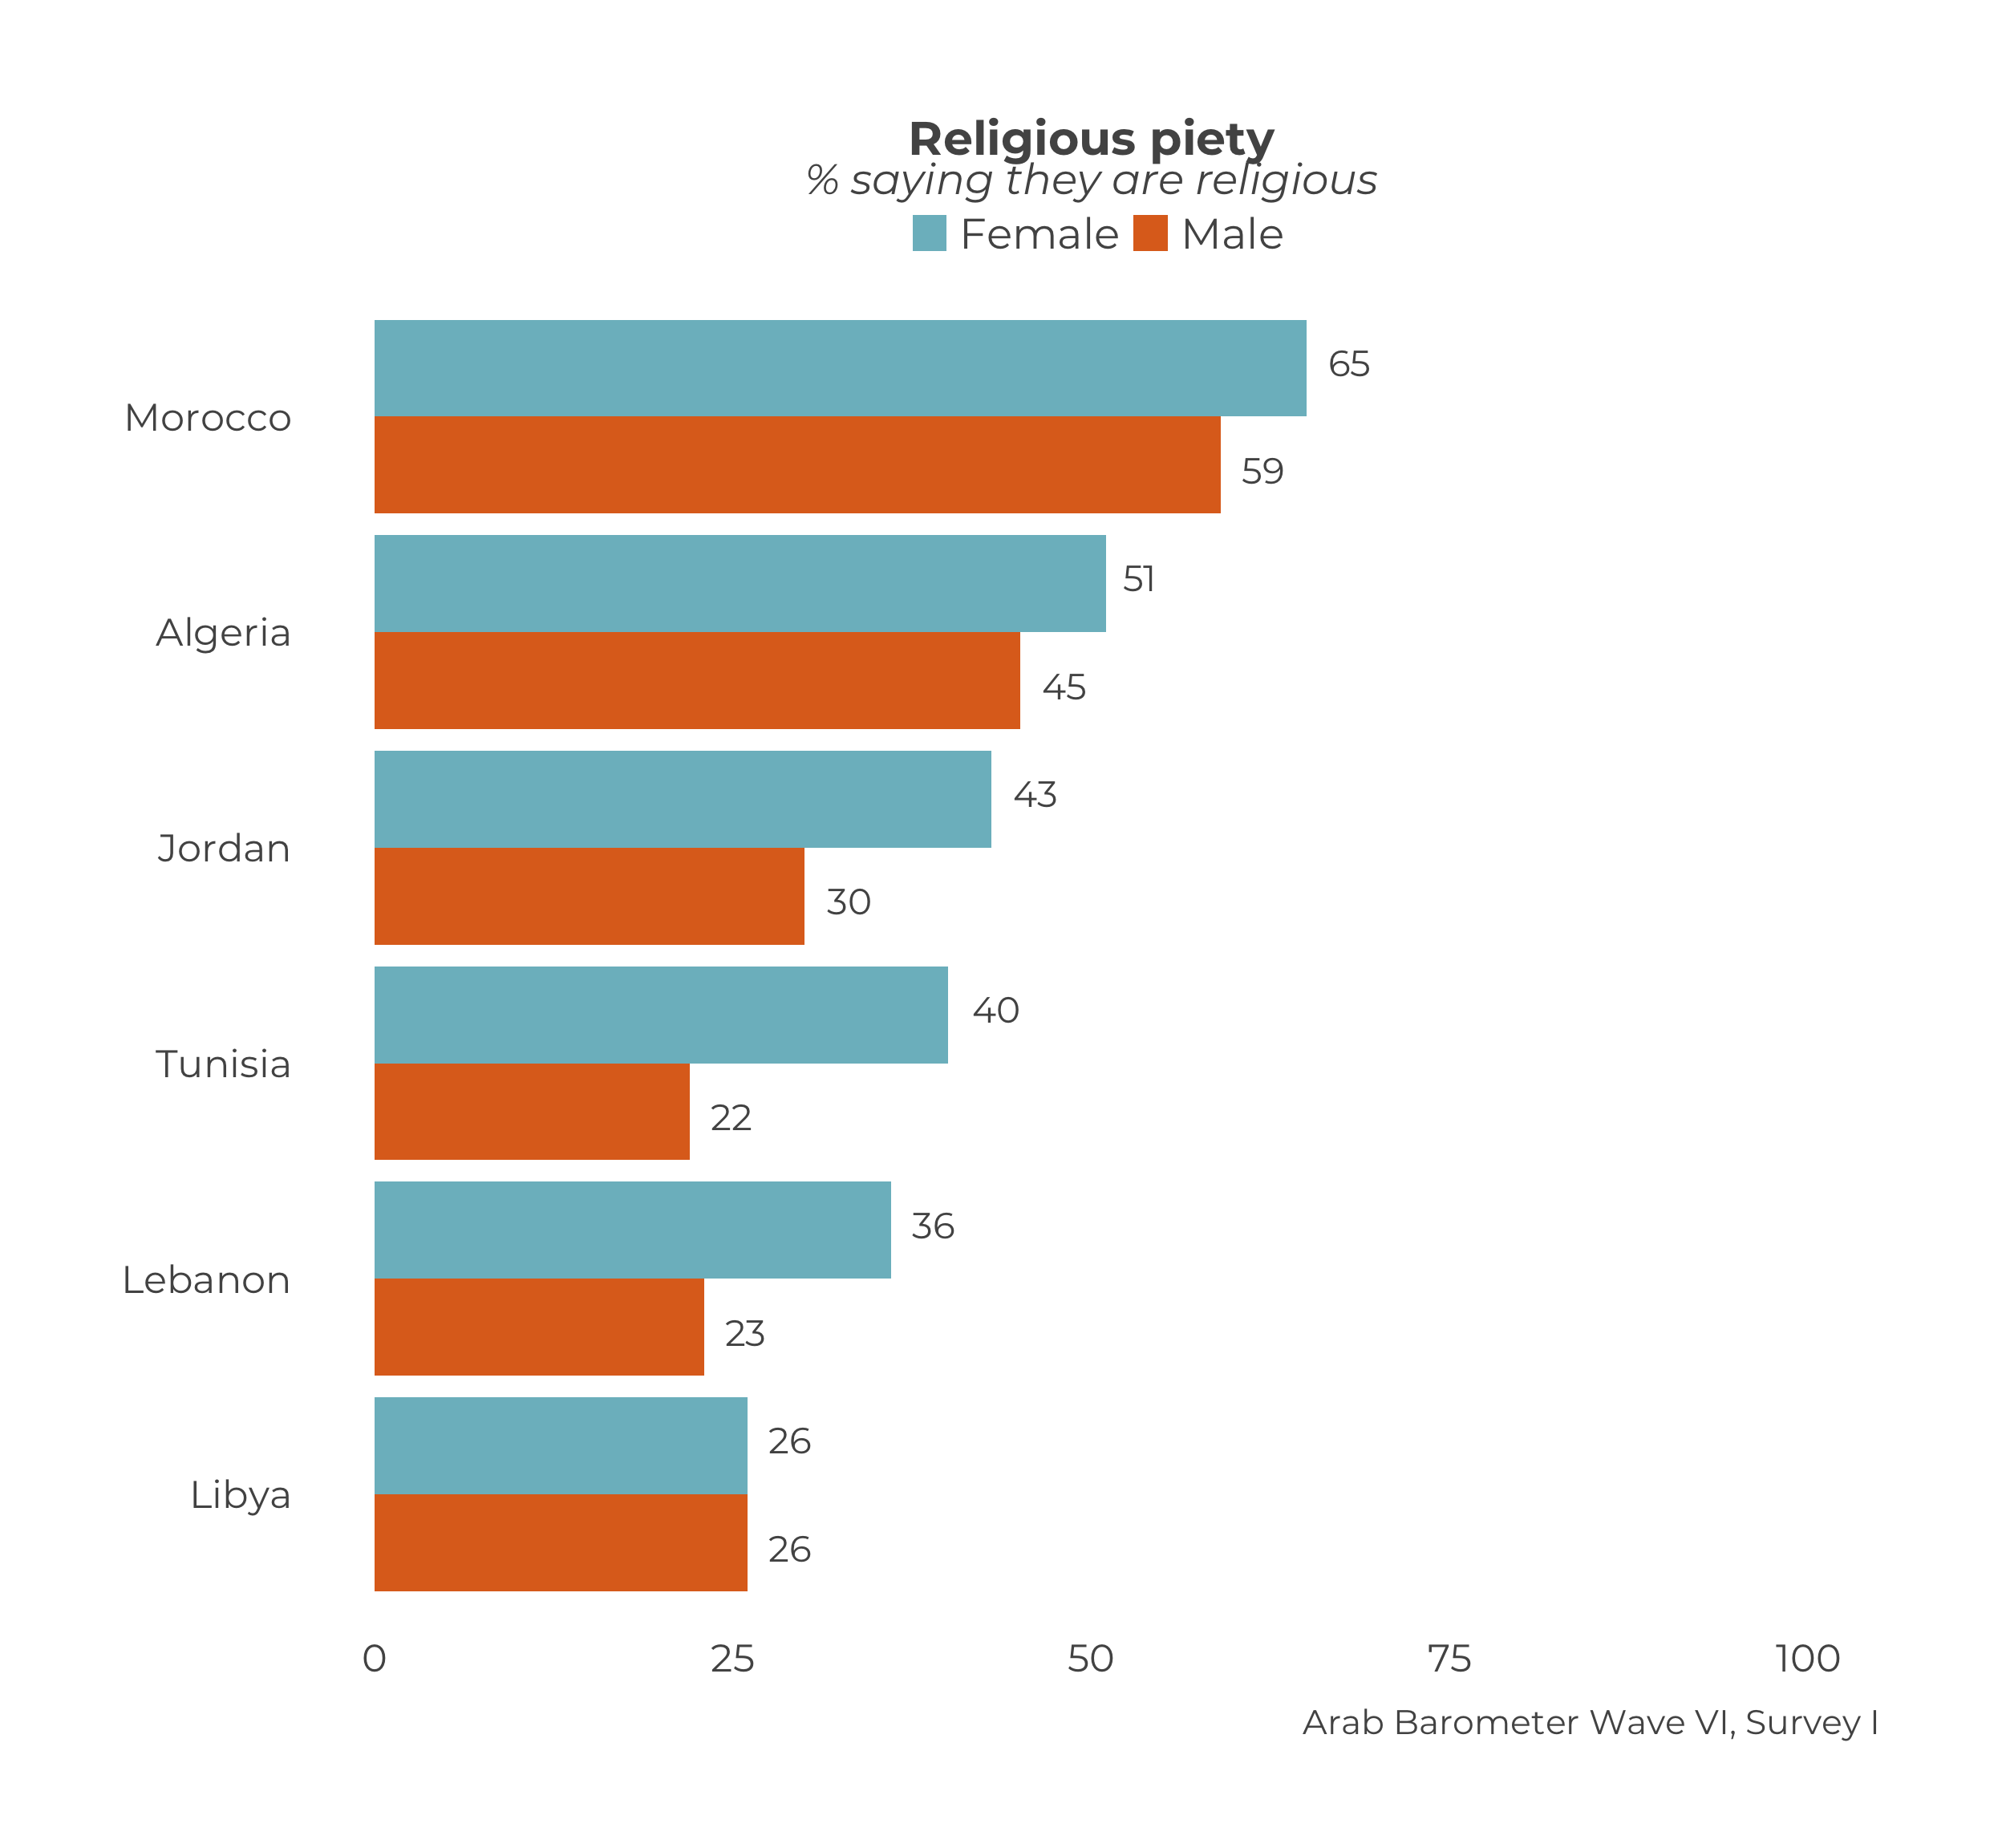 Religious piety
% saying they are religious
Female Male
65
Morocco
59
51
Algeria
45
43
Jordan
30
40
Tunisia
22
36
Lebanon
23
26
Libya
26
0 25 50 75 100
Arab Barometer Wave VI, Survey I